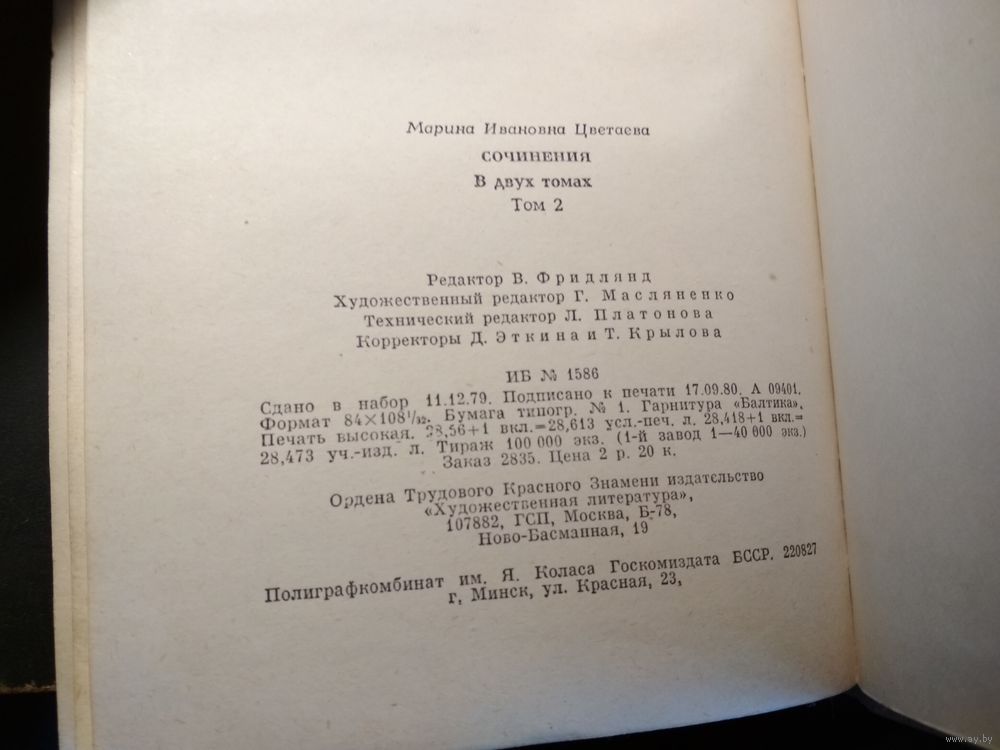 Марина Ивановна Цветаева
СОЧИНЕНИЯ
В двух томах
Том 2
Редактор В. Фридлянд
Художественный редактор Г. Масляненко
Технический редактор Л. Платонова
Корректоры Д. Эткина и Т. Крылова
ИБ № 1586
Сдано в набор 11.12.79. Подписано к печати 17.09.80. А 09401.
Формат 84×108¹/₃₂. Бумага типогр. № 1. Гарнитура «Балтика».
Печать высокая. 28,56+1 вкл.=28,613 усл.-печ. л. 28,418+1 вкл.=
28,473 уч.-изд. л. Тираж 100 000 экз. (1-й завод 1—40 000 экз.)
Заказ 2835. Цена 2 р. 20 к.
Ордена Трудового Красного Знамени издательство
«Художественная литература»,
107882, ГСП, Москва, Б-78,
Ново-Басманная, 19
Полиграфкомбинат им. Я. Коласа Госкомиздата БССР. 220827
г. Минск, ул. Красная, 23,
www.ay.by